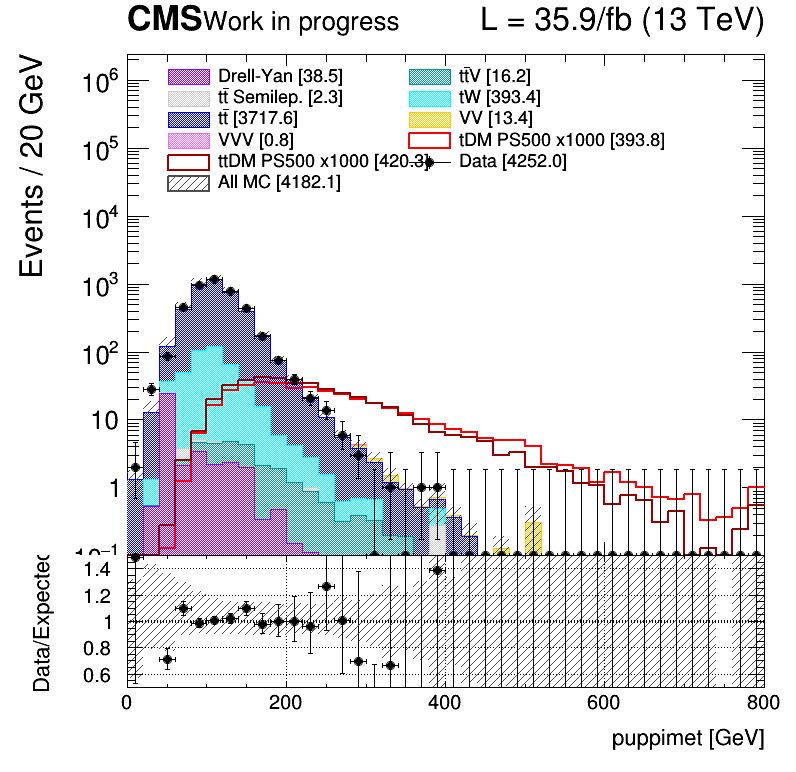 CMS Work in progress L = 35.9/fb (13 TeV)
Events / 20 GeV
10⁶
10⁵
10⁴
10³
10²
10
1
10⁻¹
Drell-Yan [38.5]
tt̄V [16.2]
tt̄ Semilep. [2.3]
tW [393.4]
tt̄ [3717.6]
VV [13.4]
VVV [0.8]
tDM PS500 x1000 [393.8]
ttDM PS500 x1000 [420.3]
Data [4252.0]
All MC [4182.1]
Data/Expected
1.4
1.2
1
0.8
0.6
0 200 400 600 800
puppimet [GeV]